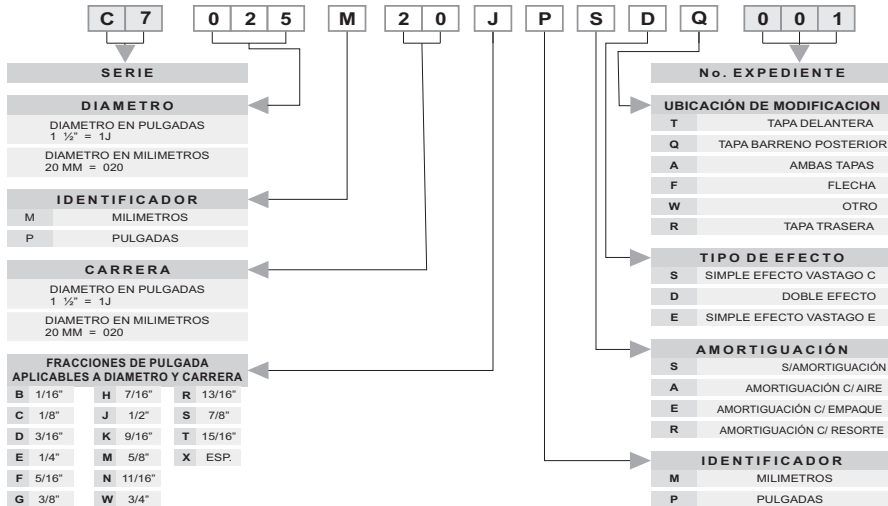 C 7 0 2 5 M 2 0 J P S D Q 0 0 1
SERIE
DIAMETRO
DIAMETRO EN PULGADAS
1 ½" = 1J
DIAMETRO EN MILIMETROS
20 MM = 020
IDENTIFICADOR
M MILIMETROS
P PULGADAS
CARRERA
DIAMETRO EN PULGADAS
1 ½" = 1J
DIAMETRO EN MILIMETROS
20 MM = 020
FRACCIONES DE PULGADA
APLICABLES A DIAMETRO Y CARRERA
B 1/16" H 7/16" R 13/16"
C 1/8" J 1/2" S 7/8"
D 3/16" K 9/16" T 15/16"
E 1/4" M 5/8" X ESP.
F 5/16" N 11/16"
G 3/8" W 3/4"
No. EXPEDIENTE
UBICACIÓN DE MODIFICACION
T TAPA DELANTERA
Q TAPA BARRENO POSTERIOR
A AMBAS TAPAS
F FLECHA
W OTRO
R TAPA TRASERA
TIPO DE EFECTO
S SIMPLE EFECTO VASTAGO C
D DOBLE EFECTO
E SIMPLE EFECTO VASTAGO E
AMORTIGUACIÓN
S S/AMORTIGUACIÓN
A AMORTIGUACIÓN C/ AIRE
E AMORTIGUACIÓN C/ EMPAQUE
R AMORTIGUACIÓN C/ RESORTE
IDENTIFICADOR
M MILIMETROS
P PULGADAS